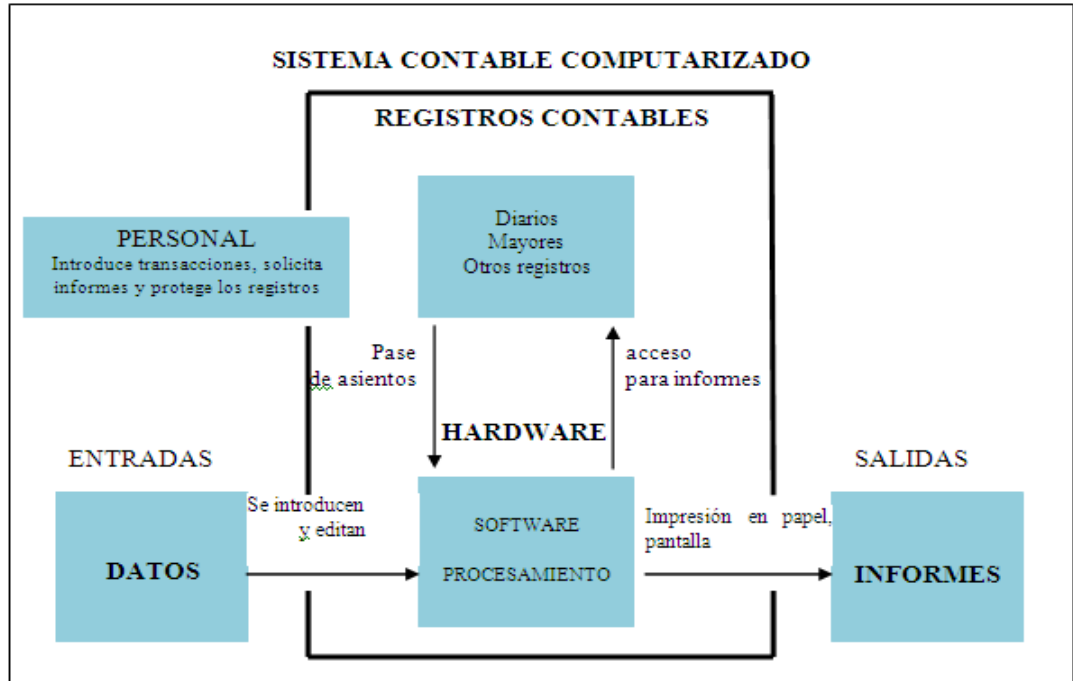 SISTEMA CONTABLE COMPUTARIZADO
REGISTROS CONTABLES
Diarios
Mayores
Otros registros
PERSONAL
Introduce transacciones, solicita
informes y protege los registros
Pase
de asientos
acceso
para informes
HARDWARE
ENTRADAS
SALIDAS
Se introducen
y editan
SOFTWARE
PROCESAMIENTO
Impresión en papel,
pantalla
DATOS
INFORMES